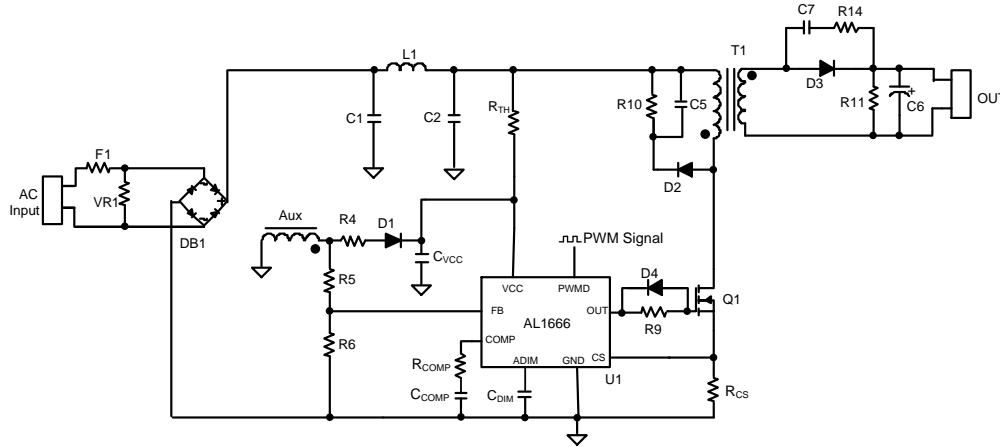 C7
R14
T1
L1
D3
OUT
R11
C6
R10
C5
RTH
C1
C2
F1
AC
Input
VR1
D2
DB1
Aux
R4
D1
CVCC
PWM Signal
R5
D4
Q1
VCC
PWMD
FB
OUT
R9
AL1666
COMP
R6
CS
ADIM
GND
U1
RCOMP
CCOMP
CDIM
RCS